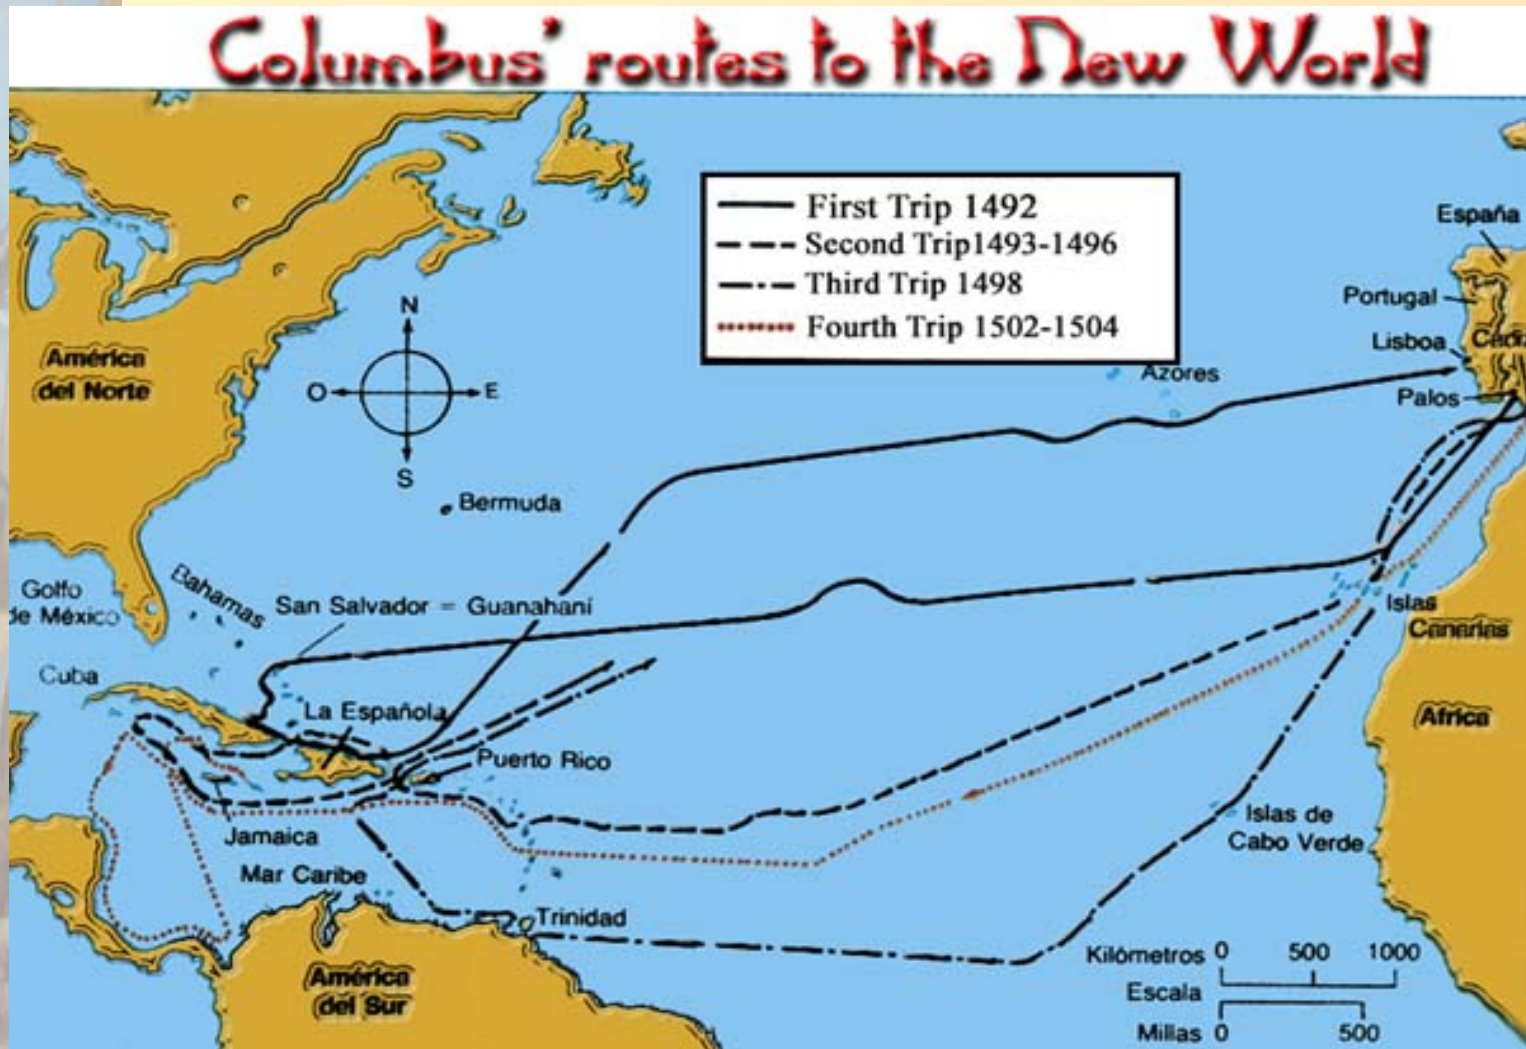 Columbus' routes to the New World
First Trip 1492
Second Trip1493-1496
Third Trip 1498
Fourth Trip 1502-1504
España
Portugal
Lisboa
Palos
Azores
América
del Norte
N
O
E
S
Bermuda
Golfo
de México
Bahamas
San Salvador = Guanahaní
Cuba
La Española
Puerto Rico
Jamaica
Mar Caribe
Trinidad
América
del Sur
Islas
Canarias
Africa
Islas de
Cabo Verde
Kilómetros 0 500 1000
Escala
Millas 0 500